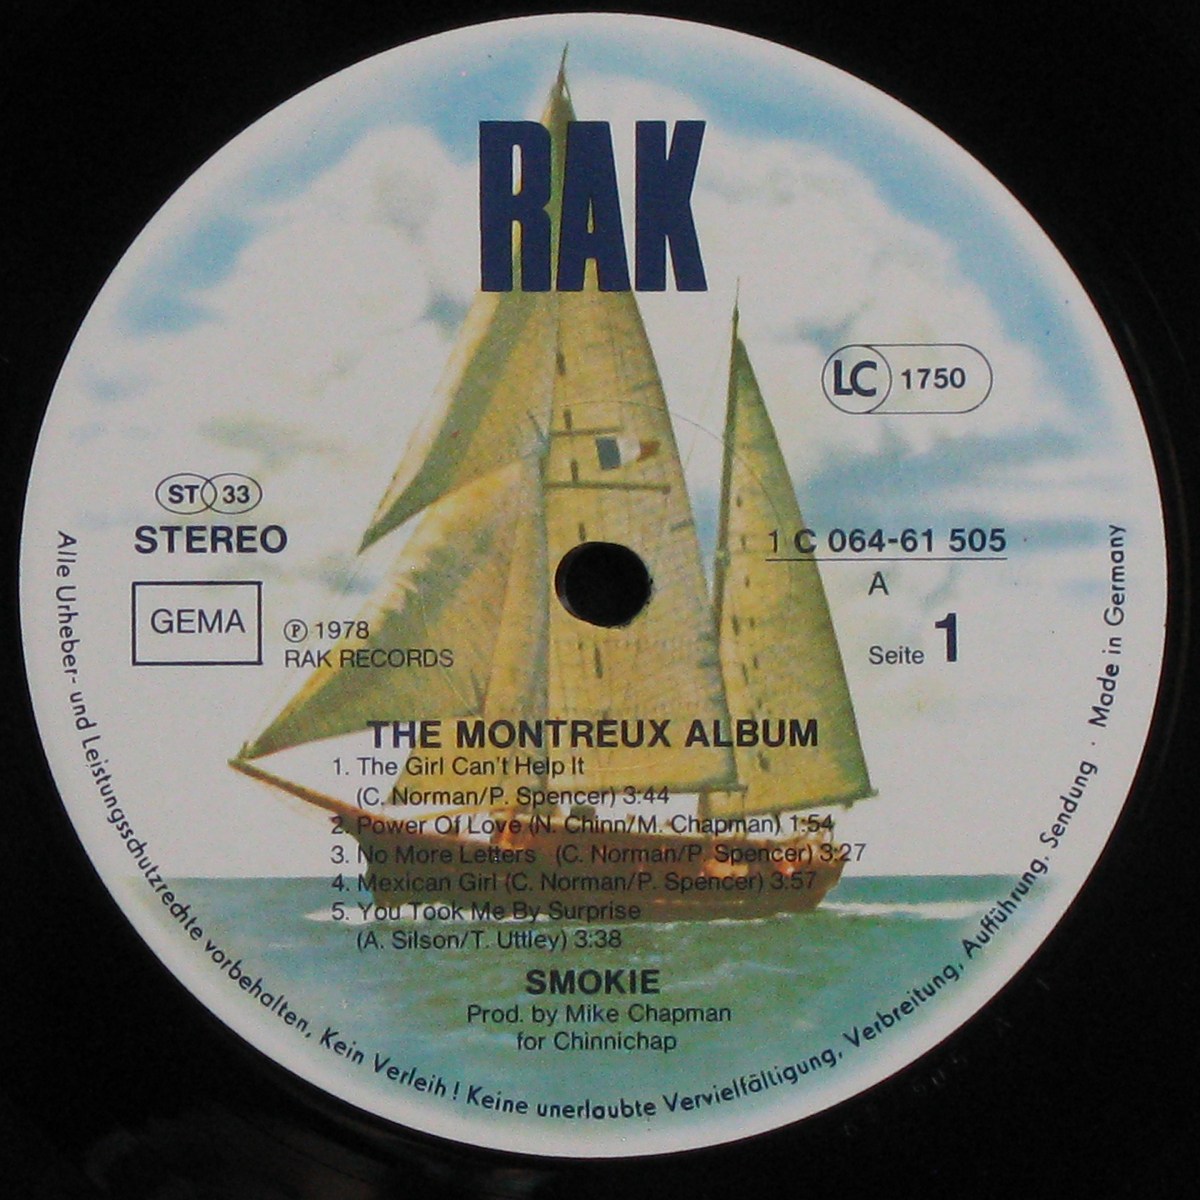 RAK
LC 1750
ST 33
STEREO
1 C 064-61 505
A
GEMA
Ⓟ 1978
RAK RECORDS
Seite 1
THE MONTREUX ALBUM
1. The Girl Can't Help It
(C. Norman/P. Spencer) 3:44
2. Power Of Love (N. Chinn/M. Chapman) 1:54
3. No More Letters (C. Norman/P. Spencer) 3:27
4. Mexican Girl (C. Norman/P. Spencer) 3:57
5. You Took Me By Surprise
(A. Silson/T. Uttley) 3:38
SMOKIE
Prod. by Mike Chapman
for Chinnichap
Alle Urheber- und Leistungsschutzrechte vorbehalten, Kein Verleih! Keine unerlaubte Vervielfältigung, Verbreitung, Aufführung, Sendung · Made in Germany